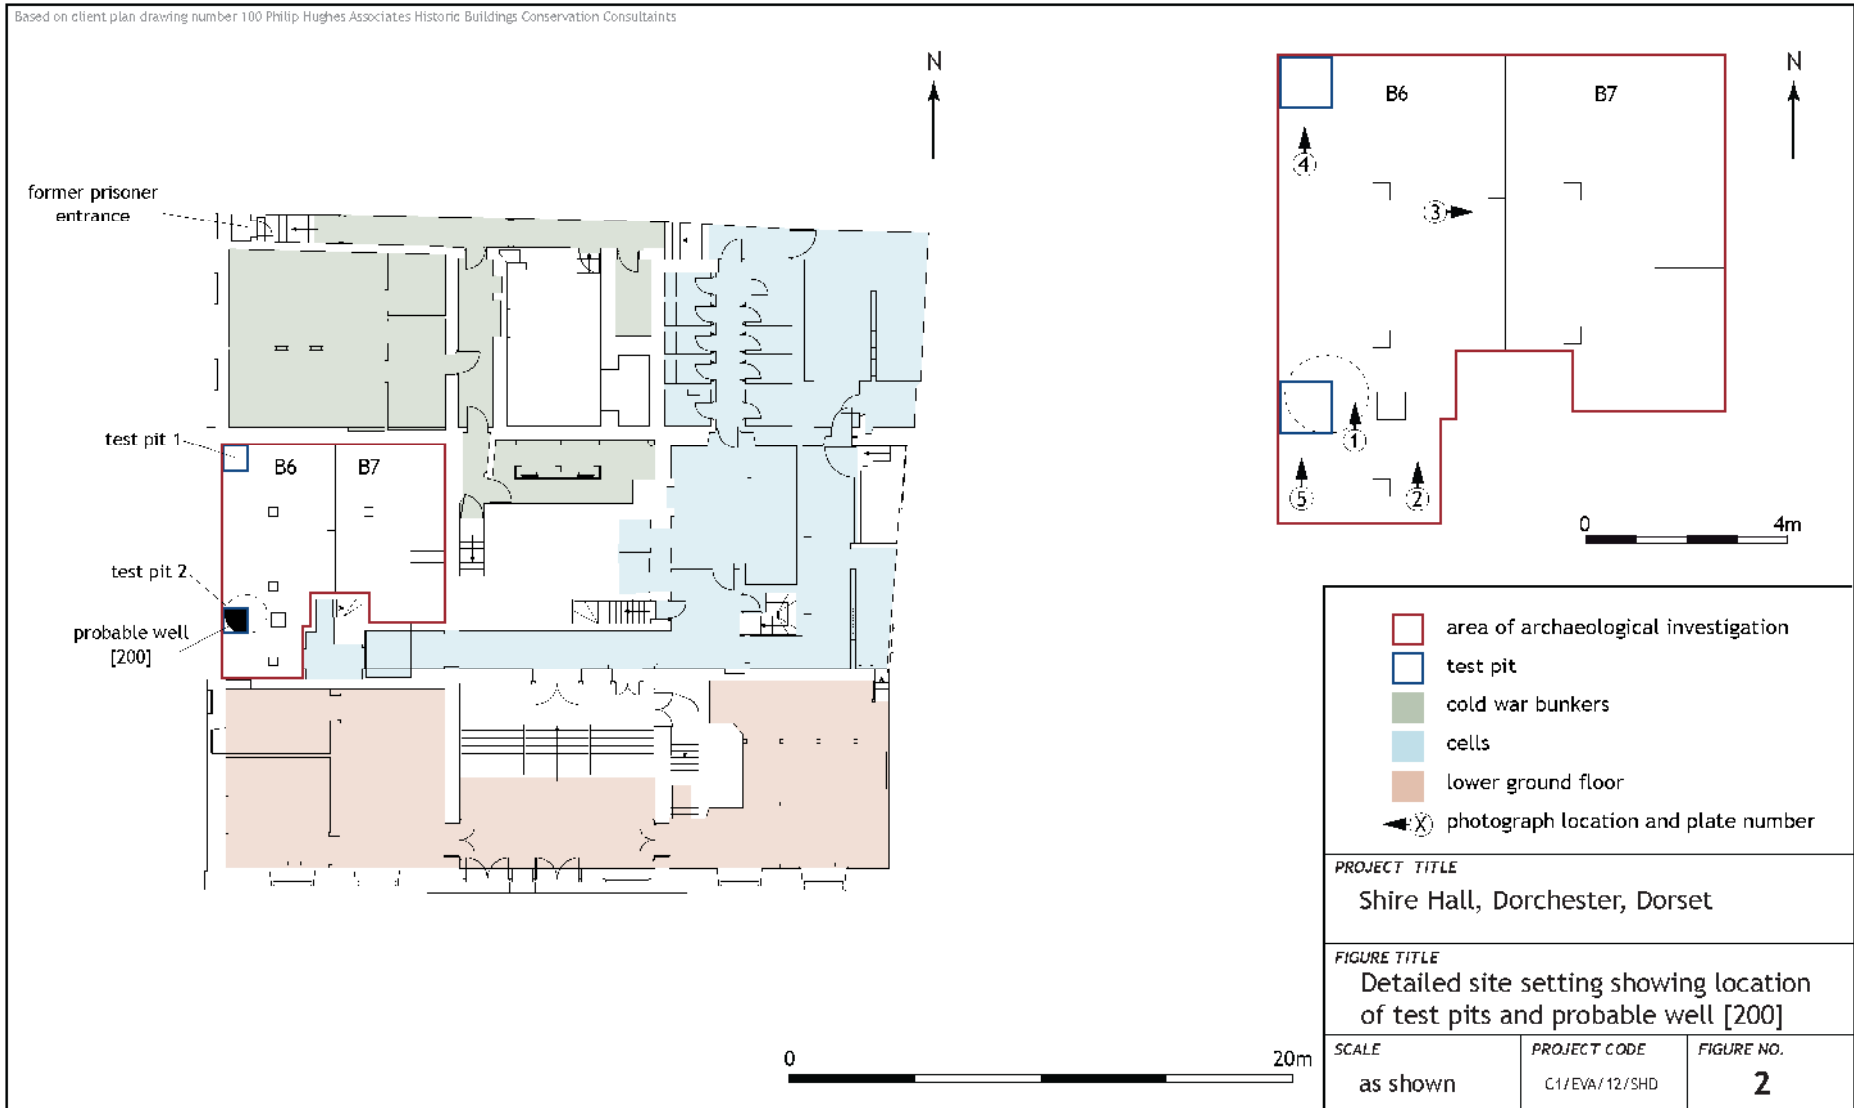 Based on client plan drawing number 100 Philip Hughes Associates Historic Buildings Conservation Consultaints
N
N
B6
B7
4
3
1
5
2
0
4m
former prisoner
entrance
test pit 1
B6
B7
test pit 2
probable well
[200]
area of archaeological investigation
test pit
cold war bunkers
cells
lower ground floor
X photograph location and plate number
PROJECT TITLE
Shire Hall, Dorchester, Dorset
FIGURE TITLE
Detailed site setting showing location
of test pits and probable well [200]
0
20m
SCALE
as shown
PROJECT CODE
C1/EVA/12/SHD
FIGURE NO.
2